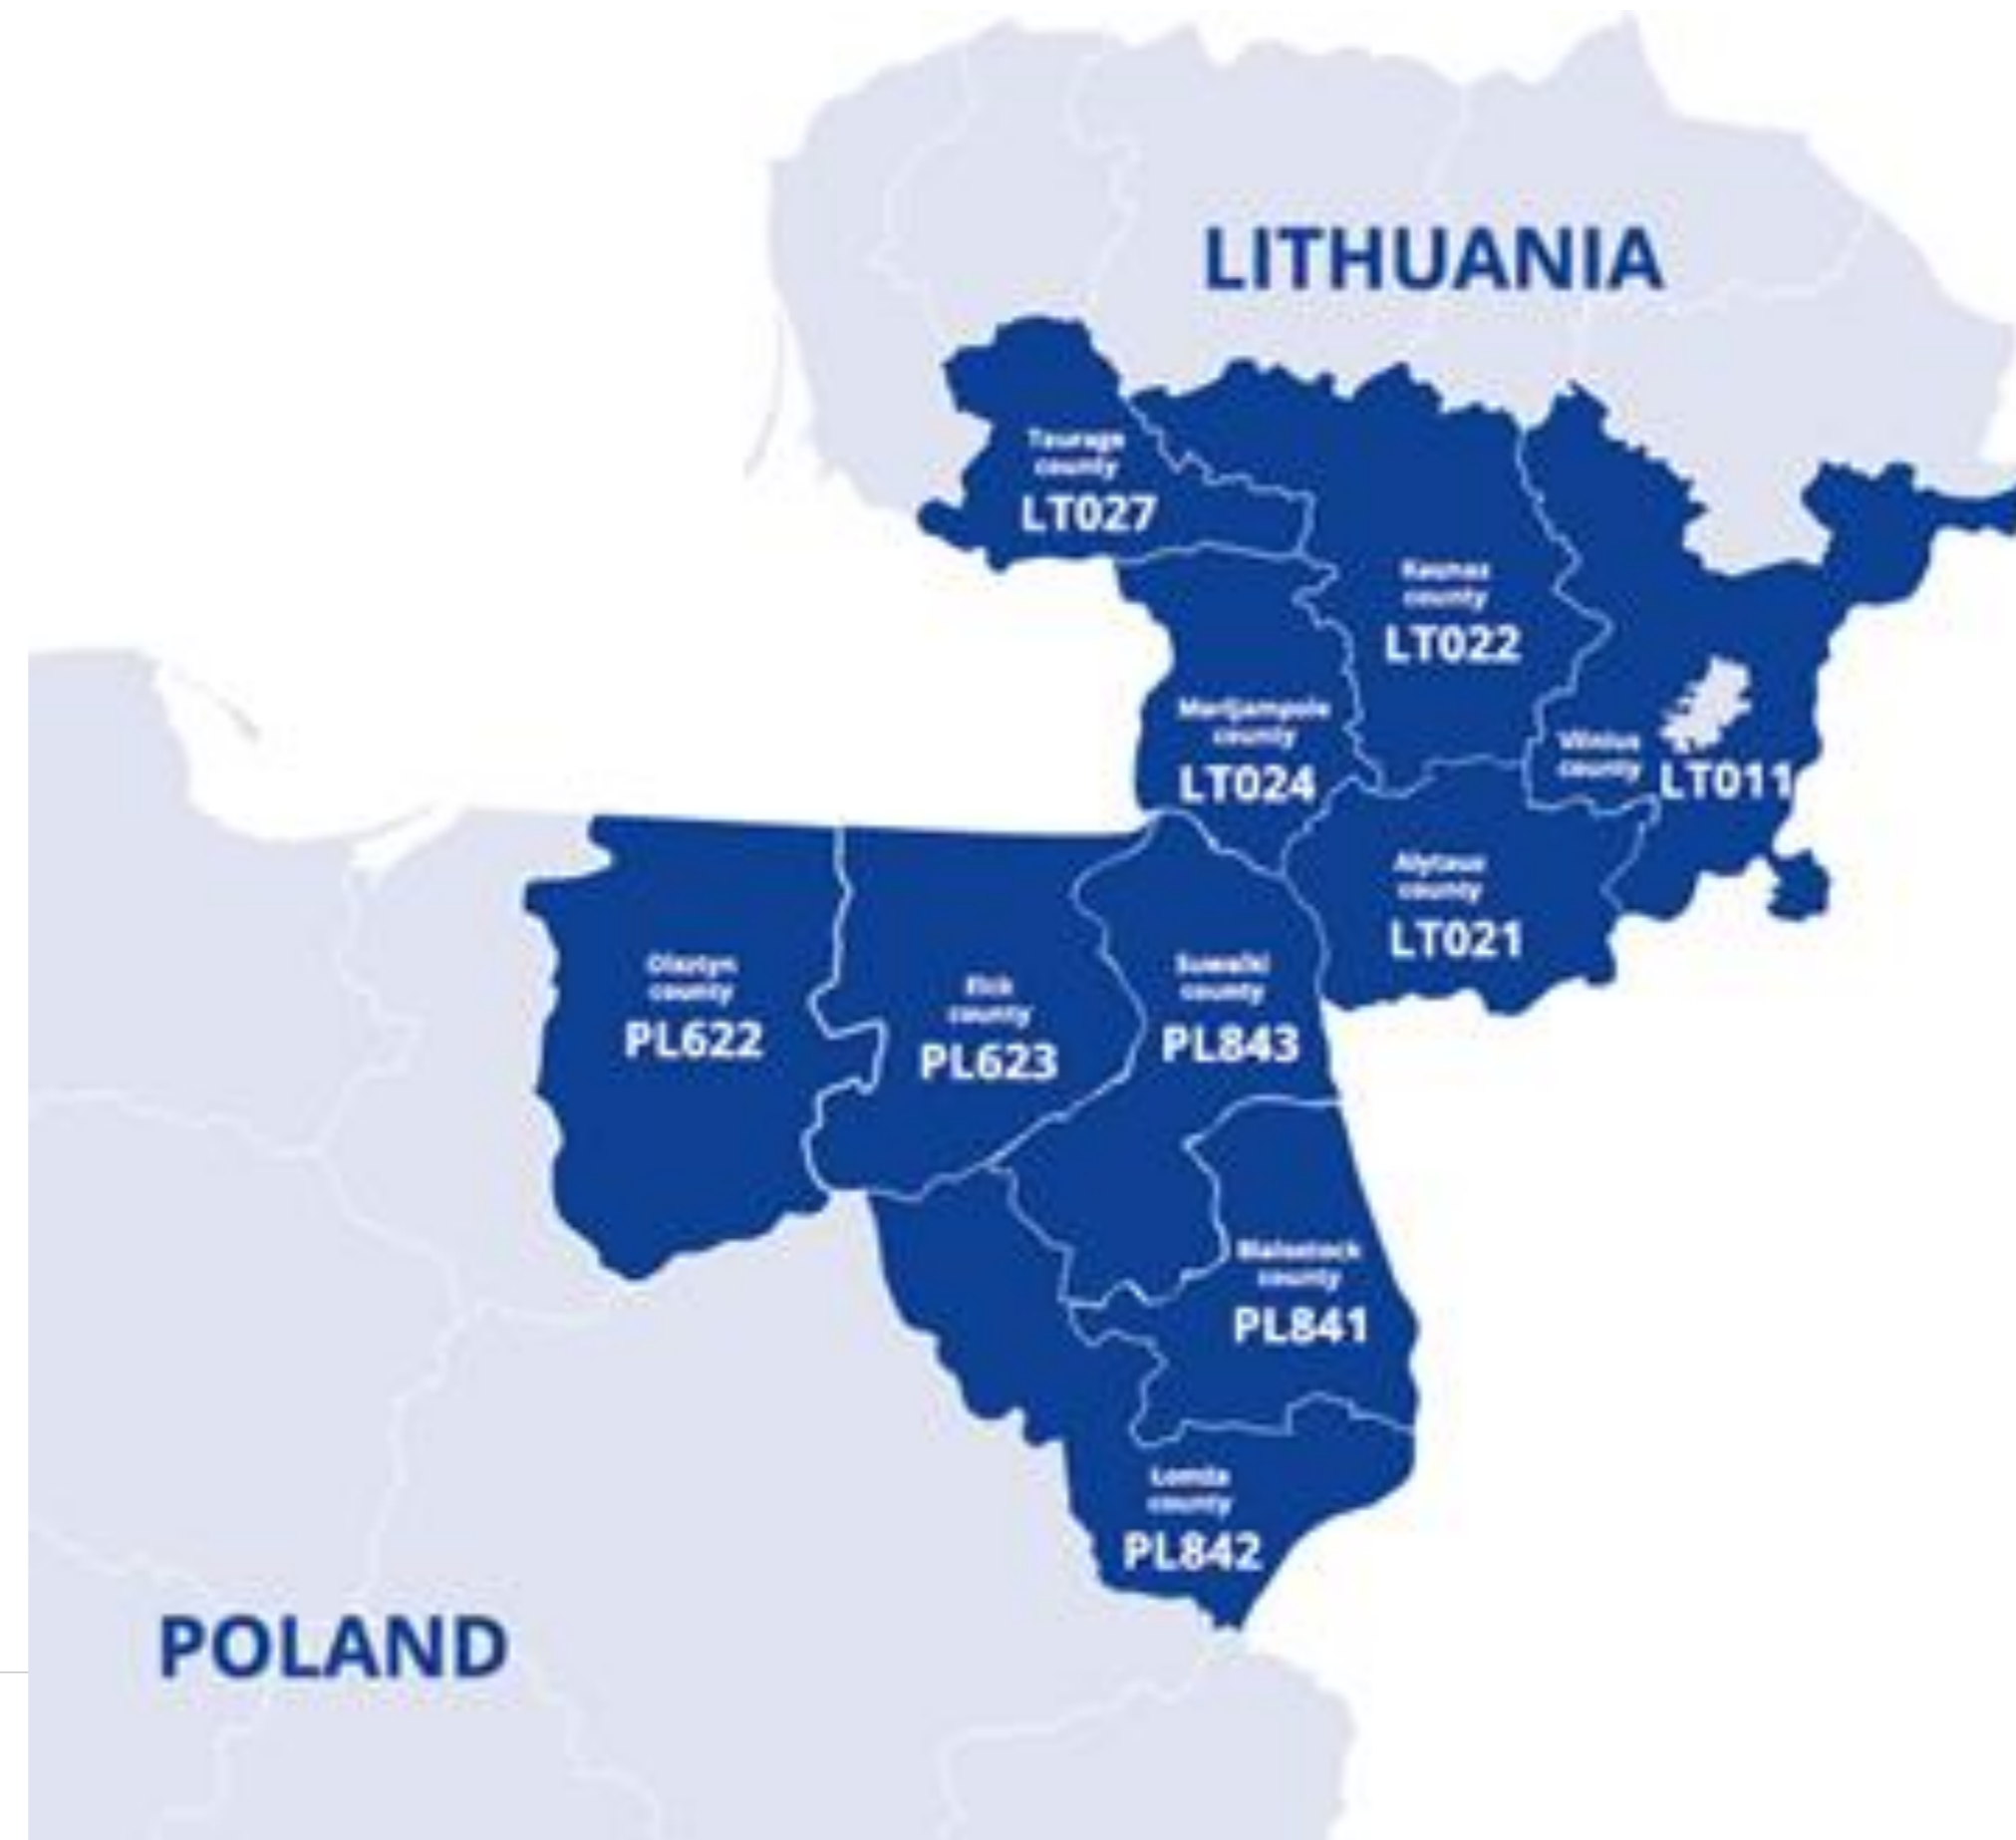 LITHUANIA
Taurage
county
LT027
Kaunas
county
LT022
Marijampole
county
LT024
Vilnius
county
LT011
Alytaus
county
LT021
Olsztyn
county
PL622
Elck
county
PL623
Suwalki
county
PL843
Bialostock
county
PL841
Lomza
county
PL842
POLAND